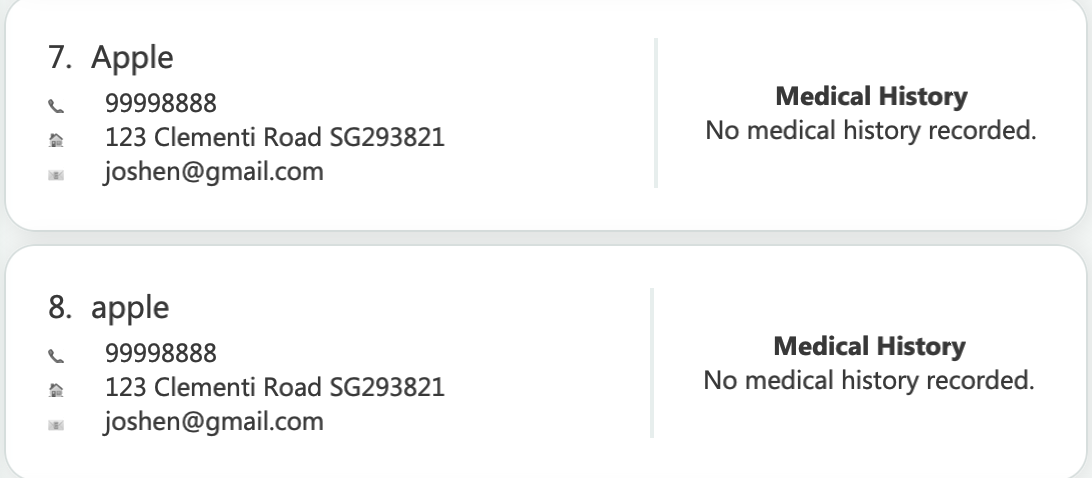 7. Apple
99998888
123 Clementi Road SG293821
joshen@gmail.com
Medical History
No medical history recorded.
8. apple
99998888
123 Clementi Road SG293821
joshen@gmail.com
Medical History
No medical history recorded.